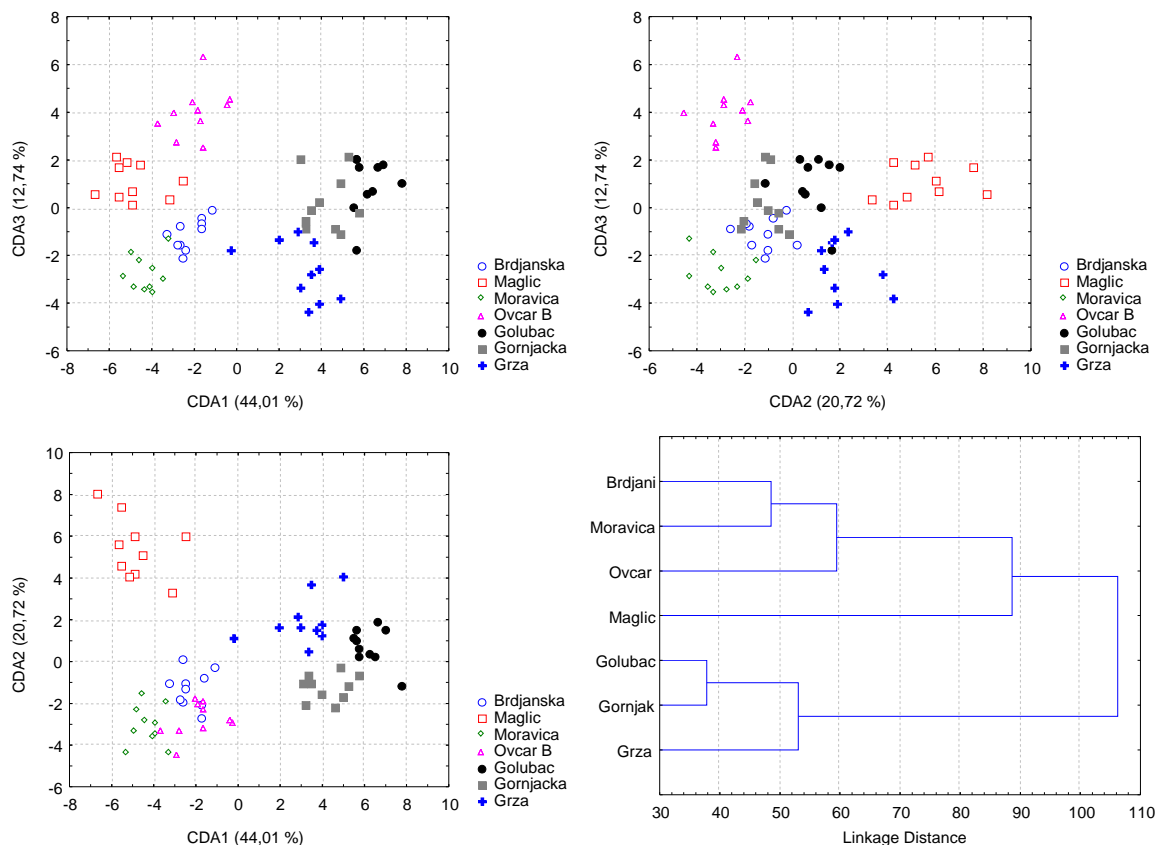 8
6
4
2
0
-2
-4
-6
CDA3 (12,74 %)
-8 -6 -4 -2 0 2 4 6 8 10
CDA1 (44,01 %)
Brdjanska
Maglic
Moravica
Ovcar B
Golubac
Gornjacka
Grza
8
6
4
2
0
-2
-4
-6
CDA3 (12,74 %)
-6 -4 -2 0 2 4 6 8 10
CDA2 (20,72 %)
Brdjanska
Maglic
Moravica
Ovcar B
Golubac
Gornjacka
Grza
10
8
6
4
2
0
-2
-4
-6
CDA2 (20,72 %)
-8 -6 -4 -2 0 2 4 6 8 10
CDA1 (44,01 %)
Brdjanska
Maglic
Moravica
Ovcar B
Golubac
Gornjacka
Grza
Brdjani
Moravica
Ovcar
Maglic
Golubac
Gornjak
Grza
30 40 50 60 70 80 90 100 110
Linkage Distance